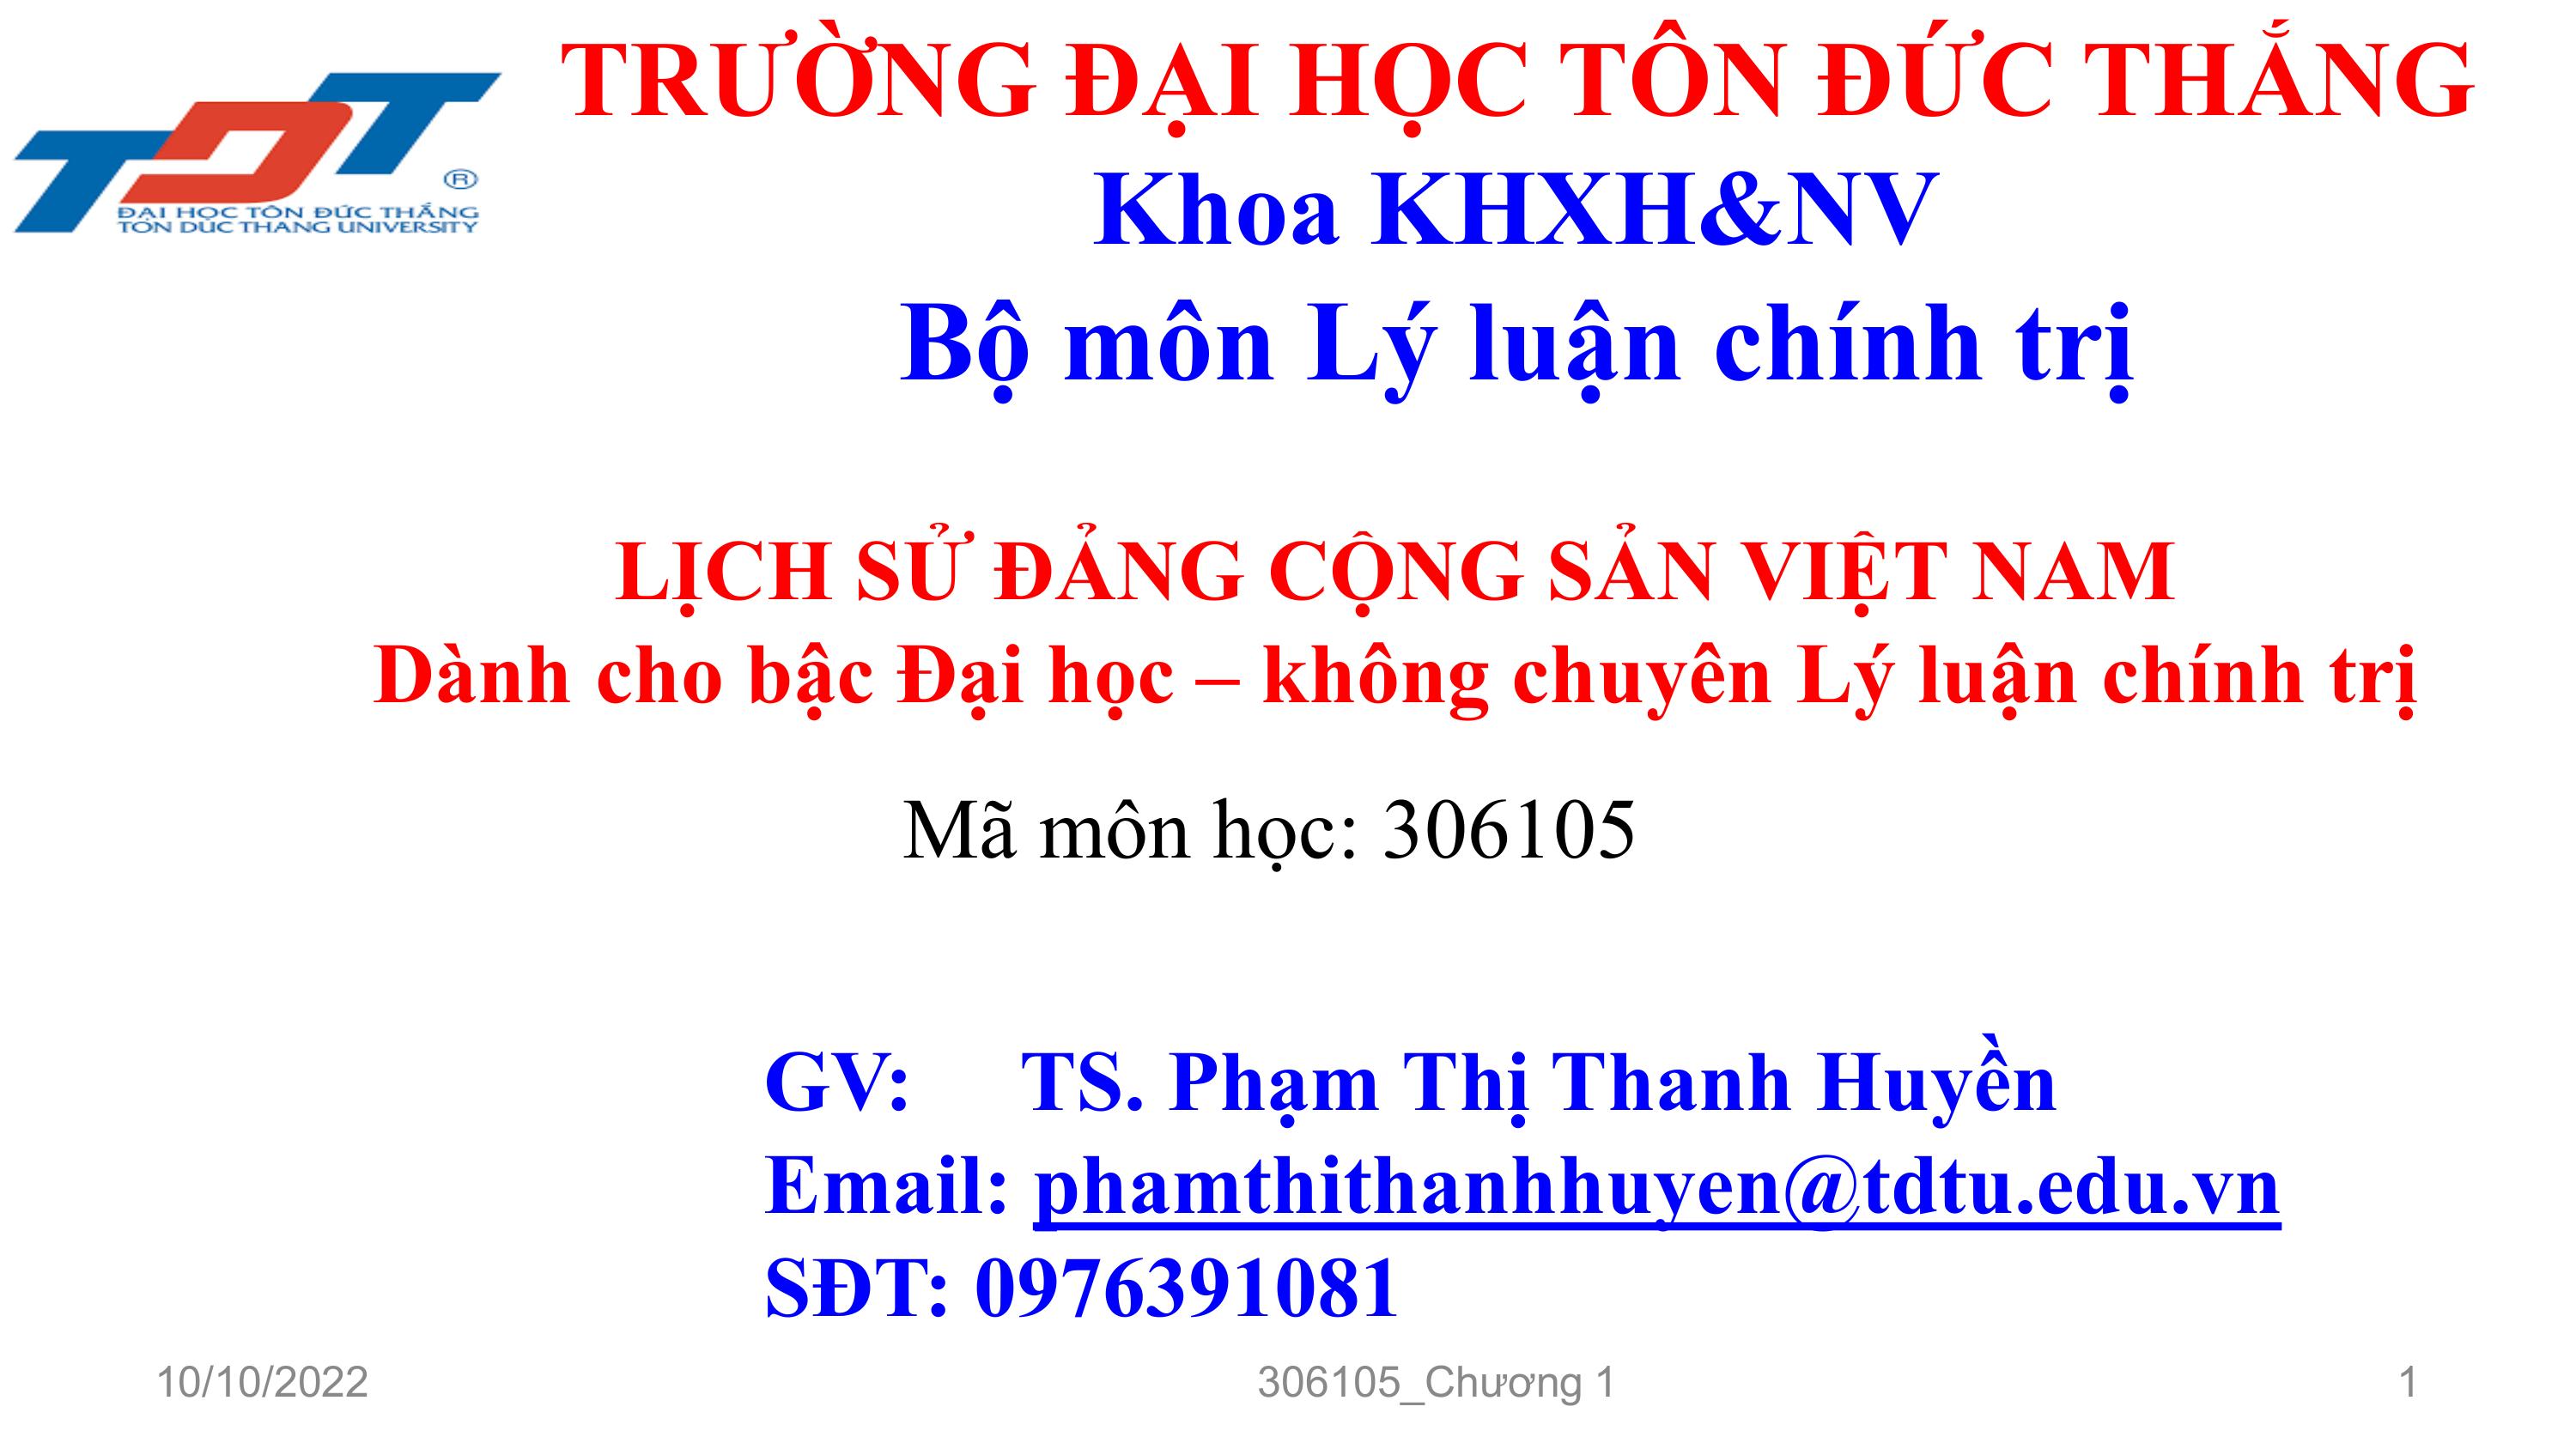 TRƯỜNG ĐẠI HỌC TÔN ĐỨC THẮNG
Khoa KHXH&NV
Bộ môn Lý luận chính trị
TDT ®
ĐẠI HỌC TÔN ĐỨC THẮNG
TON DUC THANG UNIVERSITY
LỊCH SỬ ĐẢNG CỘNG SẢN VIỆT NAM
Dành cho bậc Đại học – không chuyên Lý luận chính trị
Mã môn học: 306105
GV: TS. Phạm Thị Thanh Huyền
Email: phamthithanhhuyen@tdtu.edu.vn
SĐT: 0976391081
10/10/2022
306105_Chương 1
1